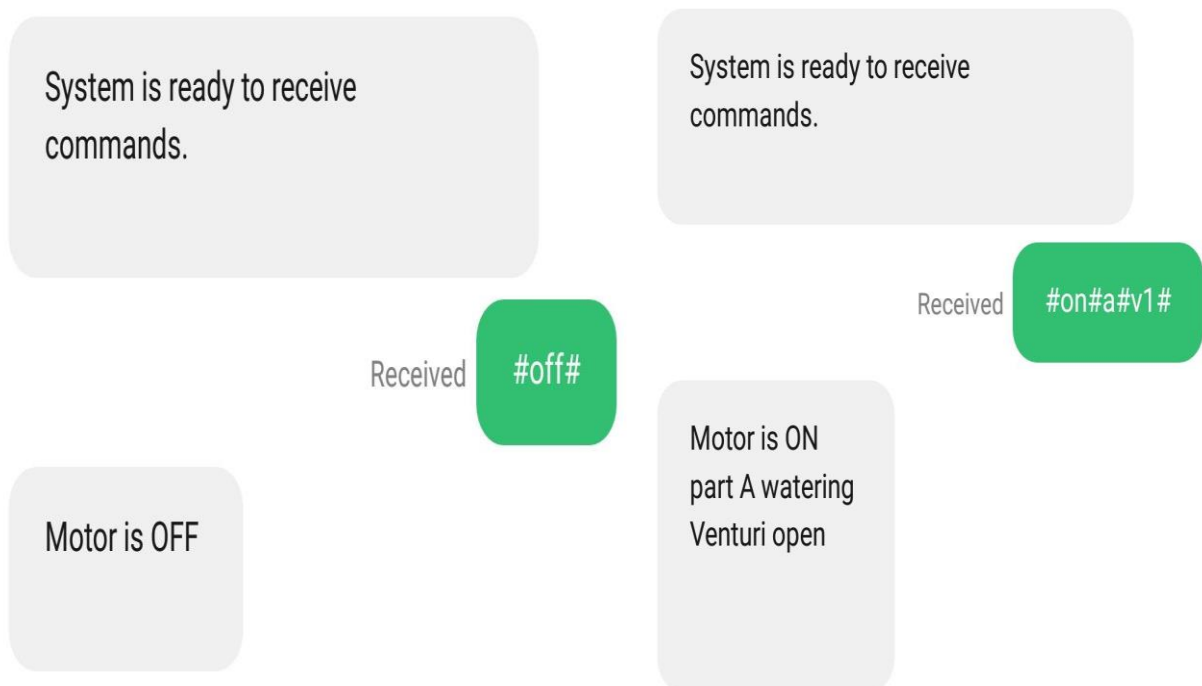 System is ready to receive
commands.
Received
#off#
Motor is OFF
System is ready to receive
commands.
Received
#on#a#v1#
Motor is ON
part A watering
Venturi open